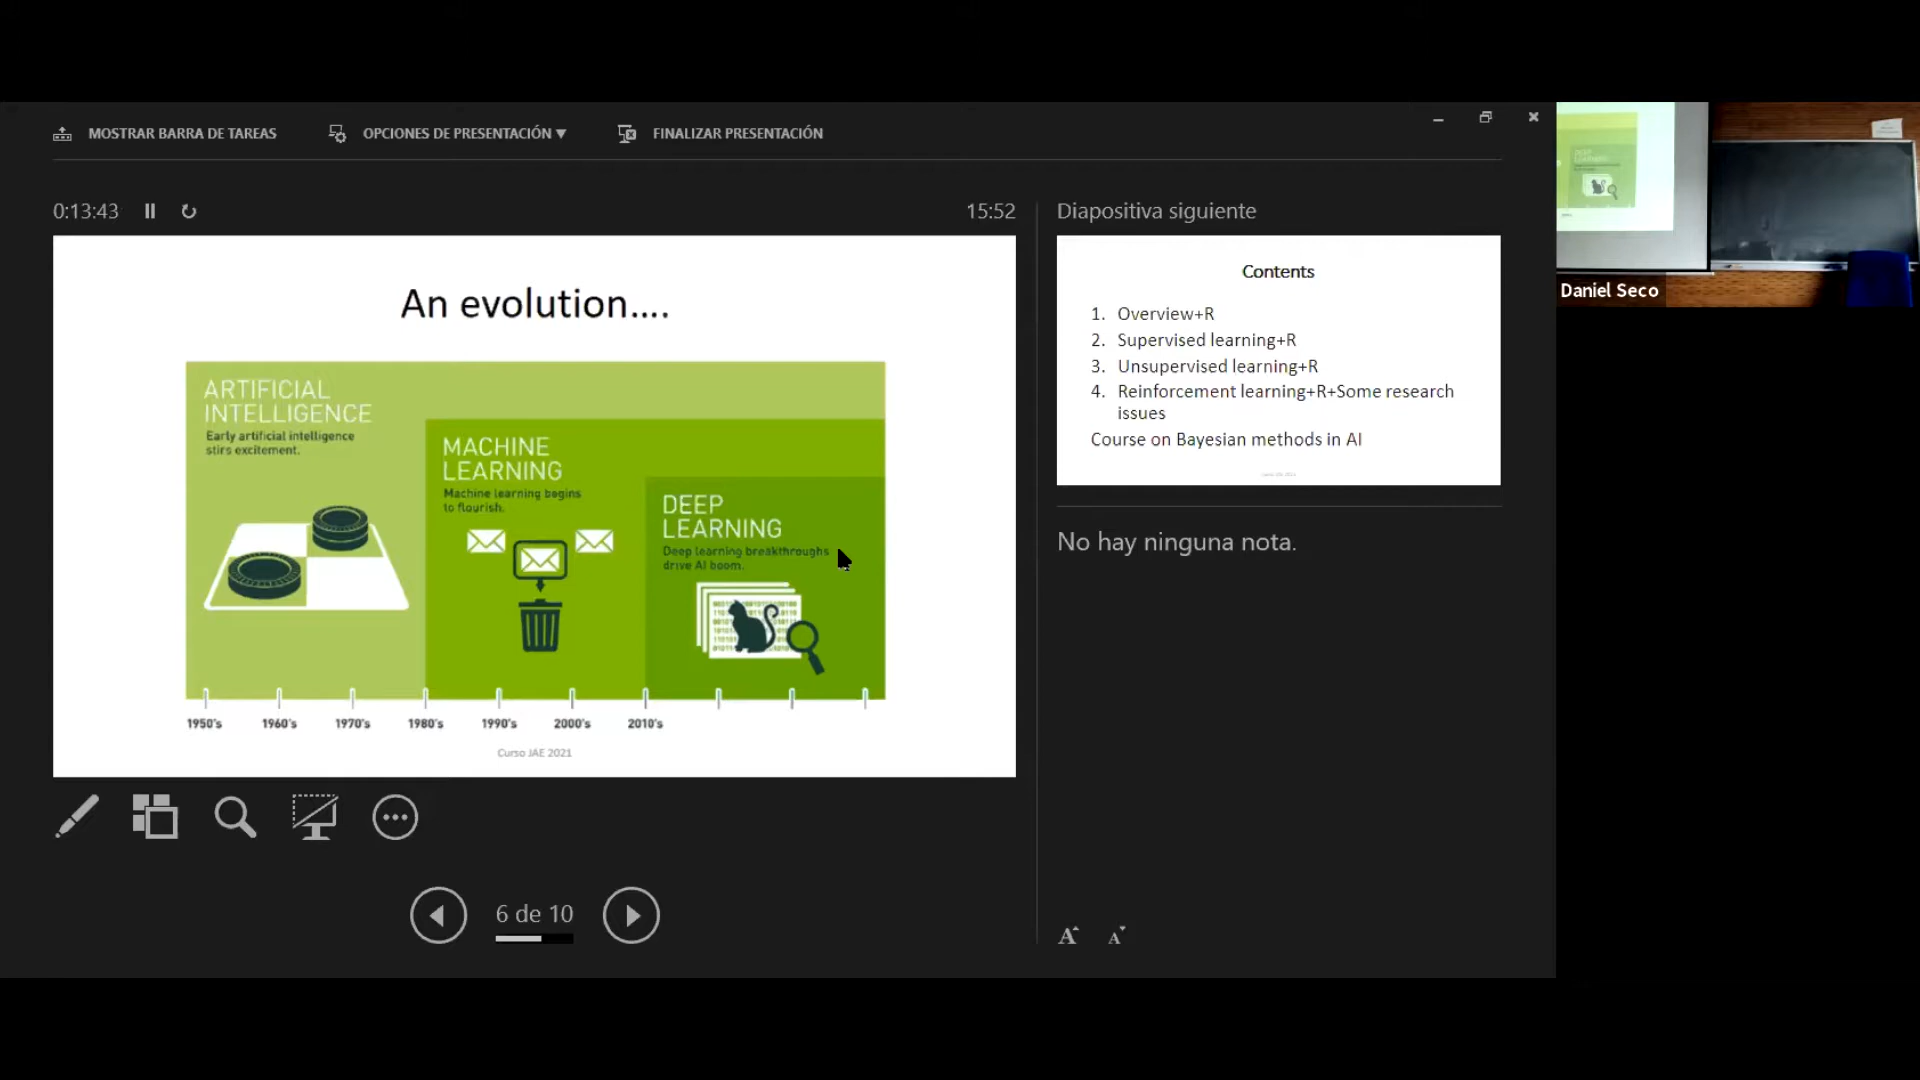 MOSTRAR BARRA DE TAREAS
OPCIONES DE PRESENTACIÓN ▼
FINALIZAR PRESENTACIÓN
0:13:43
15:52
An evolution....
ARTIFICIAL
INTELLIGENCE
Early artificial intelligence
stirs excitement.
MACHINE
LEARNING
Machine learning begins
to flourish.
DEEP
LEARNING
Deep learning breakthroughs
drive AI boom.
1950's 1960's 1970's 1980's 1990's 2000's 2010's
Curso JAE 2021
6 de 10
Diapositiva siguiente
Contents
1. Overview+R
2. Supervised learning+R
3. Unsupervised learning+R
4. Reinforcement learning+R+Some research
issues
Course on Bayesian methods in AI
No hay ninguna nota.
A A
DEEP
LEARNING
Daniel Seco